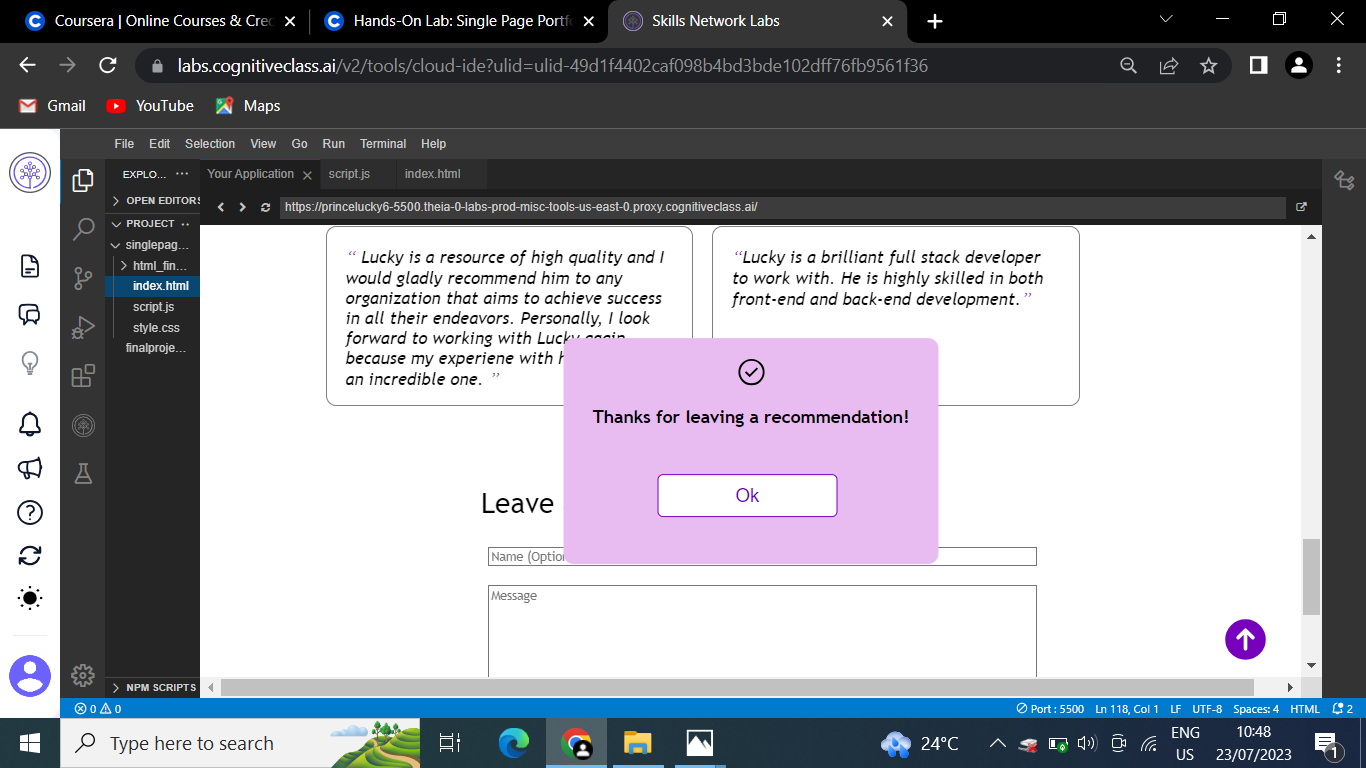 Coursera | Online Courses & Cred
Hands-On Lab: Single Page Portfo
Skills Network Labs
labs.cognitiveclass.ai/v2/tools/cloud-ide?ulid=ulid-49d1f4402caf098b4bd3bde102dff76fb9561f36
Gmail
YouTube
Maps
File Edit Selection View Go Run Terminal Help
EXPLO... ···
Your Application
script.js
index.html
OPEN EDITORS
https://princelucky6-5500.theia-0-labs-prod-misc-tools-us-east-0.proxy.cognitiveclass.ai/
PROJECT
singlepag...
html_fin...
index.html
script.js
style.css
finalproje...
NPM SCRIPTS
“ Lucky is a resource of high quality and I
would gladly recommend him to any
organization that aims to achieve success
in all their endeavors. Personally, I look
forward to working with Lucky again
because my experiene with h
an incredible one. ”
“Lucky is a brilliant full stack developer
to work with. He is highly skilled in both
front-end and back-end development.”
Thanks for leaving a recommendation!
Ok
Leave
Name (Option
Message
0 0
Port : 5500 Ln 118, Col 1 LF UTF-8 Spaces: 4 HTML 2
Type here to search
24°C
ENG
US
10:48
23/07/2023
1